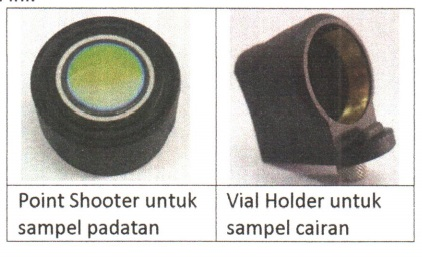 Point Shooter untuk
sampel padatan
Vial Holder untuk
sampel cairan